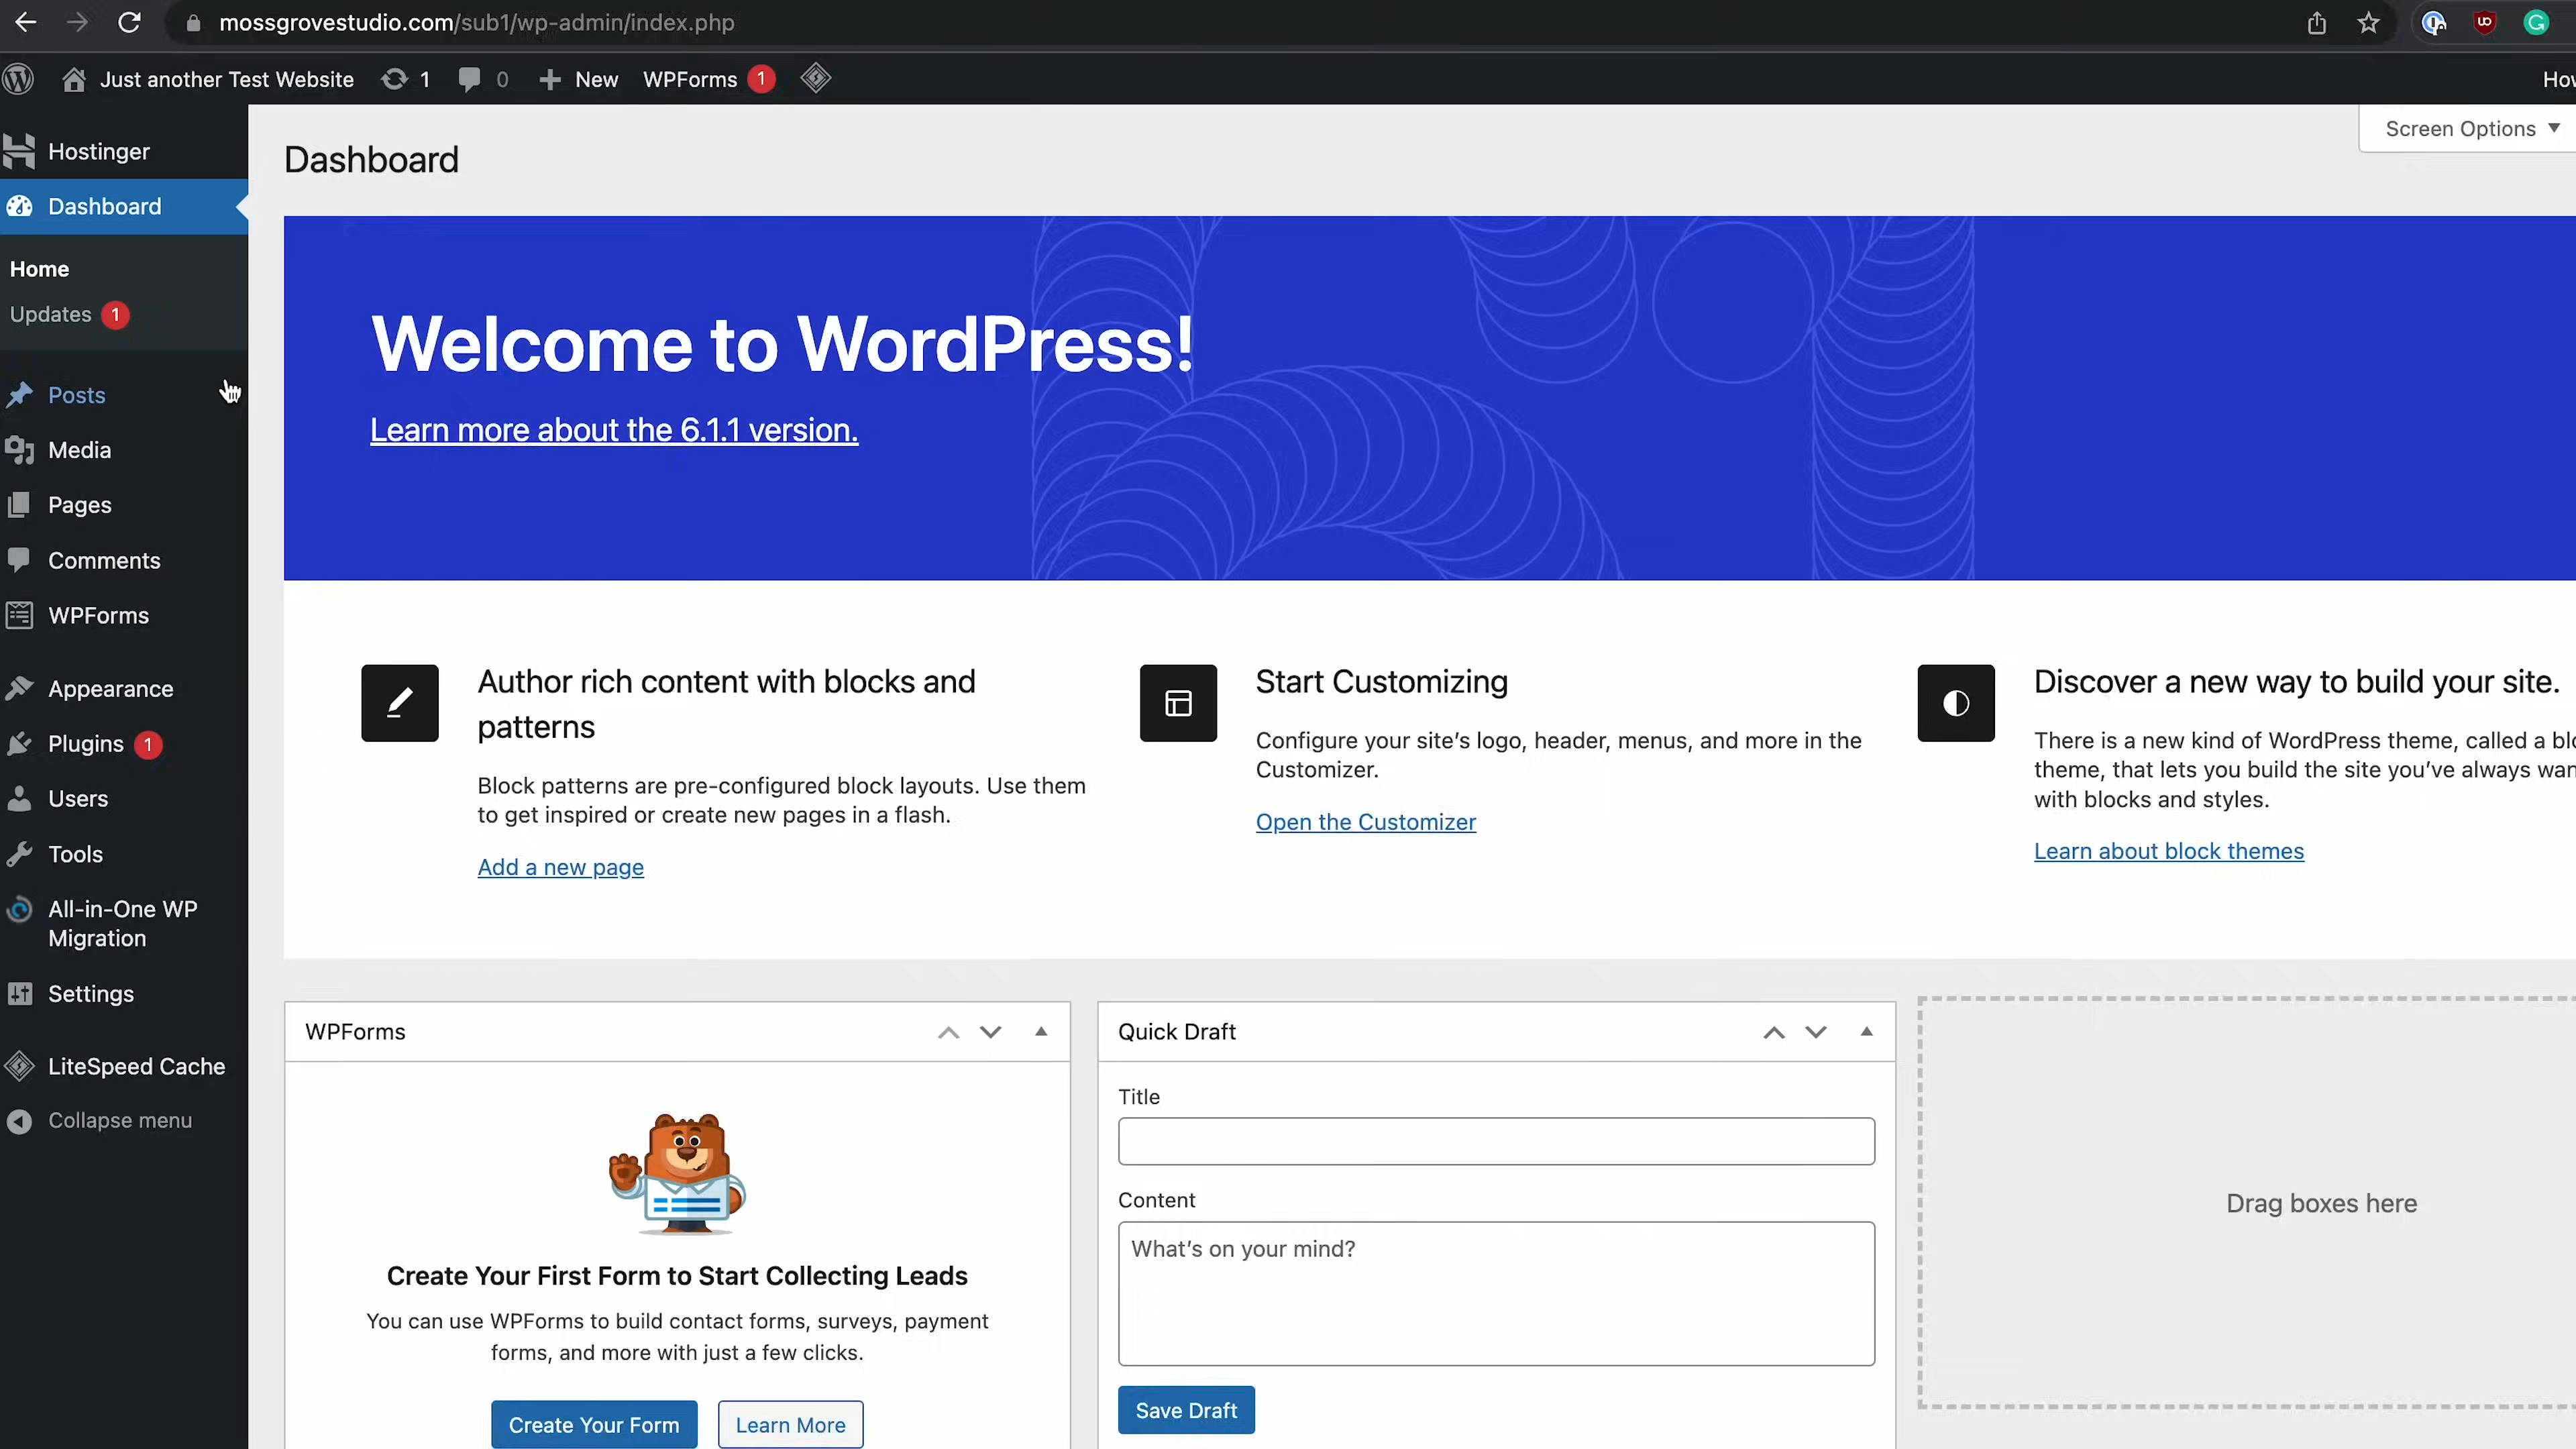 mossgrovestudio.com/sub1/wp-admin/index.php
Just another Test Website 1 0 New WPForms 1
Hostinger
Dashboard
Home
Updates 1
Posts
Media
Pages
Comments
WPForms
Appearance
Plugins 1
Users
Tools
All-in-One WP
Migration
Settings
LiteSpeed Cache
Collapse menu
Screen Options
Dashboard
Welcome to WordPress!
Learn more about the 6.1.1 version.
Author rich content with blocks and
patterns
Block patterns are pre-configured block layouts. Use them
to get inspired or create new pages in a flash.
Add a new page
Start Customizing
Configure your site’s logo, header, menus, and more in the
Customizer.
Open the Customizer
Discover a new way to build your site.
There is a new kind of WordPress theme, called a
theme, that lets you build the site you’ve always
with blocks and styles.
Learn about block themes
WPForms
Create Your First Form to Start Collecting Leads
You can use WPForms to build contact forms, surveys, payment
forms, and more with just a few clicks.
Create Your Form Learn More
Quick Draft
Title
Content
What’s on your mind?
Save Draft
Drag boxes here